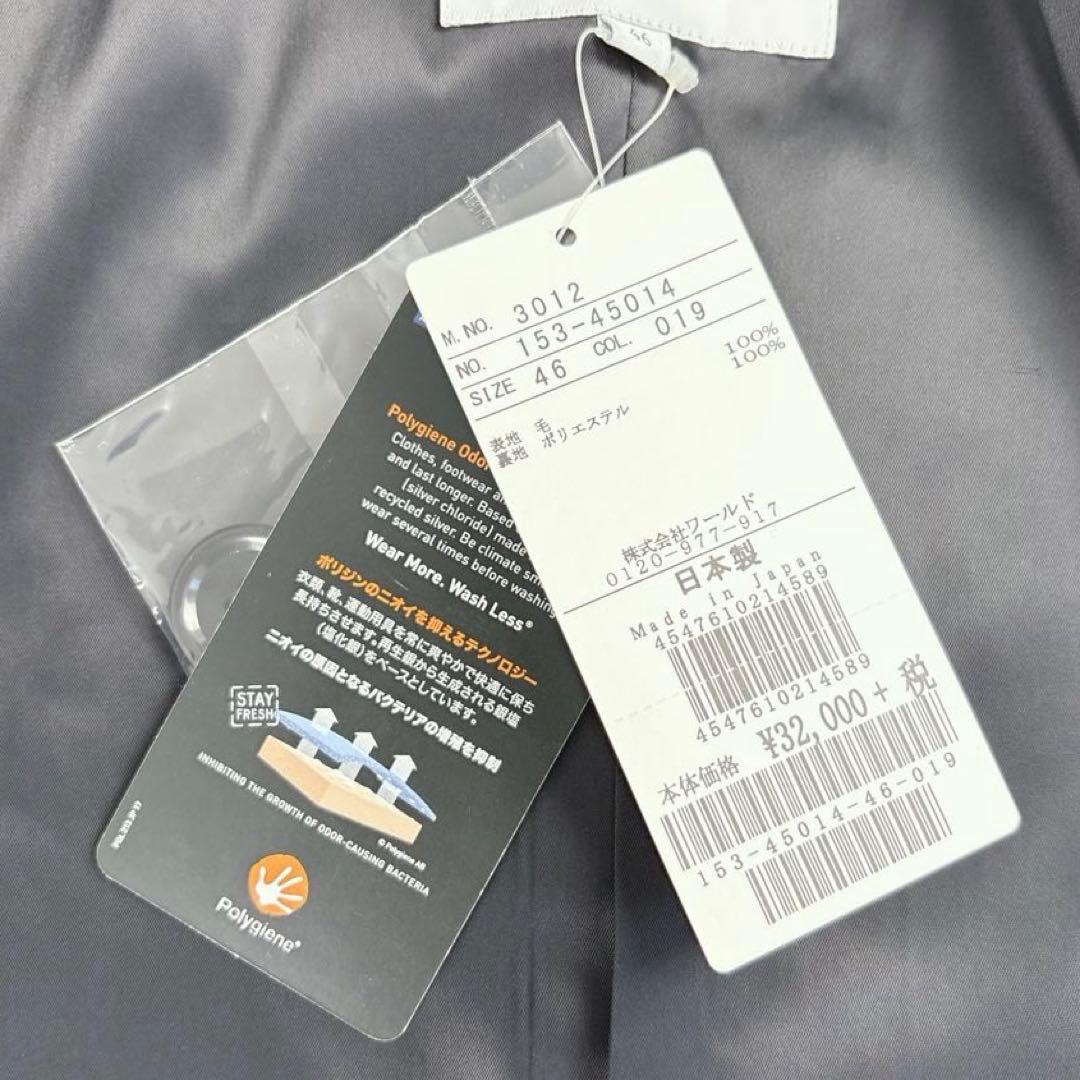 46
M. NO. 3012
NO. 153-45014
SIZE 46 COL. 019
表地 毛 100%
裏地 ポリエステル 100%
株式会社ワールド
0120-977-917
日本製
Made in Japan
4547610214589
4547610214589
本体価格 ¥32,000+ 税
153-45014-46-019
Polygiene
Clothes, footwear
and last longer. Based
(silver chloride) made
recycled silver. Be climate
wear several times before washing
Wear More. Wash Less®
ポリジンのニオイを抑えるテクノロジー
衣類、靴、運動用具を常に爽やかで快適に保ち
長持ちさせます。再生銀から生成される銀塩
(塩化銀)をベースとしています。
ニオイの原因となるバクテリアの増殖を抑制
STAY
FRESH
INHIBITING THE GROWTH OF ODOR-CAUSING BACTERIA
© Polygiene AB
Polygiene®